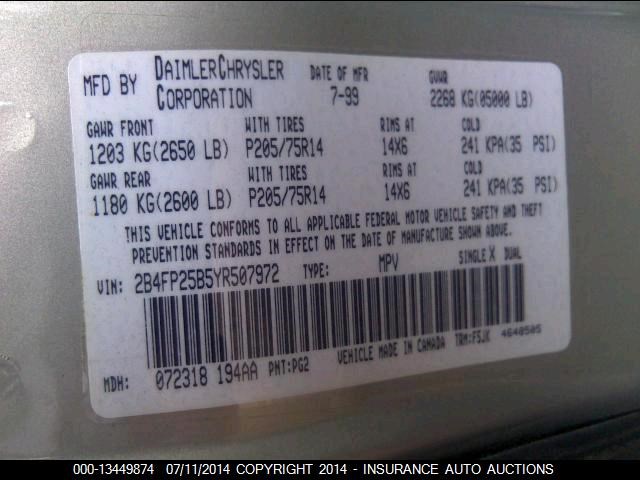 MFD BY DAIMLERCHRYSLER CORPORATION DATE OF MFR 7-99 GVWR 2268 KG(05000 LB)
GAWR FRONT WITH TIRES RIMS AT COLD
1203 KG(2650 LB) P205/75R14 14X6 241 KPA(35 PSI)
GAWR REAR WITH TIRES RIMS AT COLD
1180 KG(2600 LB) P205/75R14 14X6 241 KPA(35 PSI)
THIS VEHICLE CONFORMS TO ALL APPLICABLE FEDERAL MOTOR VEHICLE SAFETY AND THEFT
PREVENTION STANDARDS IN EFFECT ON THE DATE OF MANUFACTURE SHOWN ABOVE.
VIN: 2B4FP25B5YR507972 TYPE: MPV SINGLE X DUAL
VEHICLE MADE IN CANADA TRM:F5JK 4648505
MDH: 072318 194AA PNT:PG2
000-13449874 07/11/2014 COPYRIGHT 2014 - INSURANCE AUTO AUCTIONS